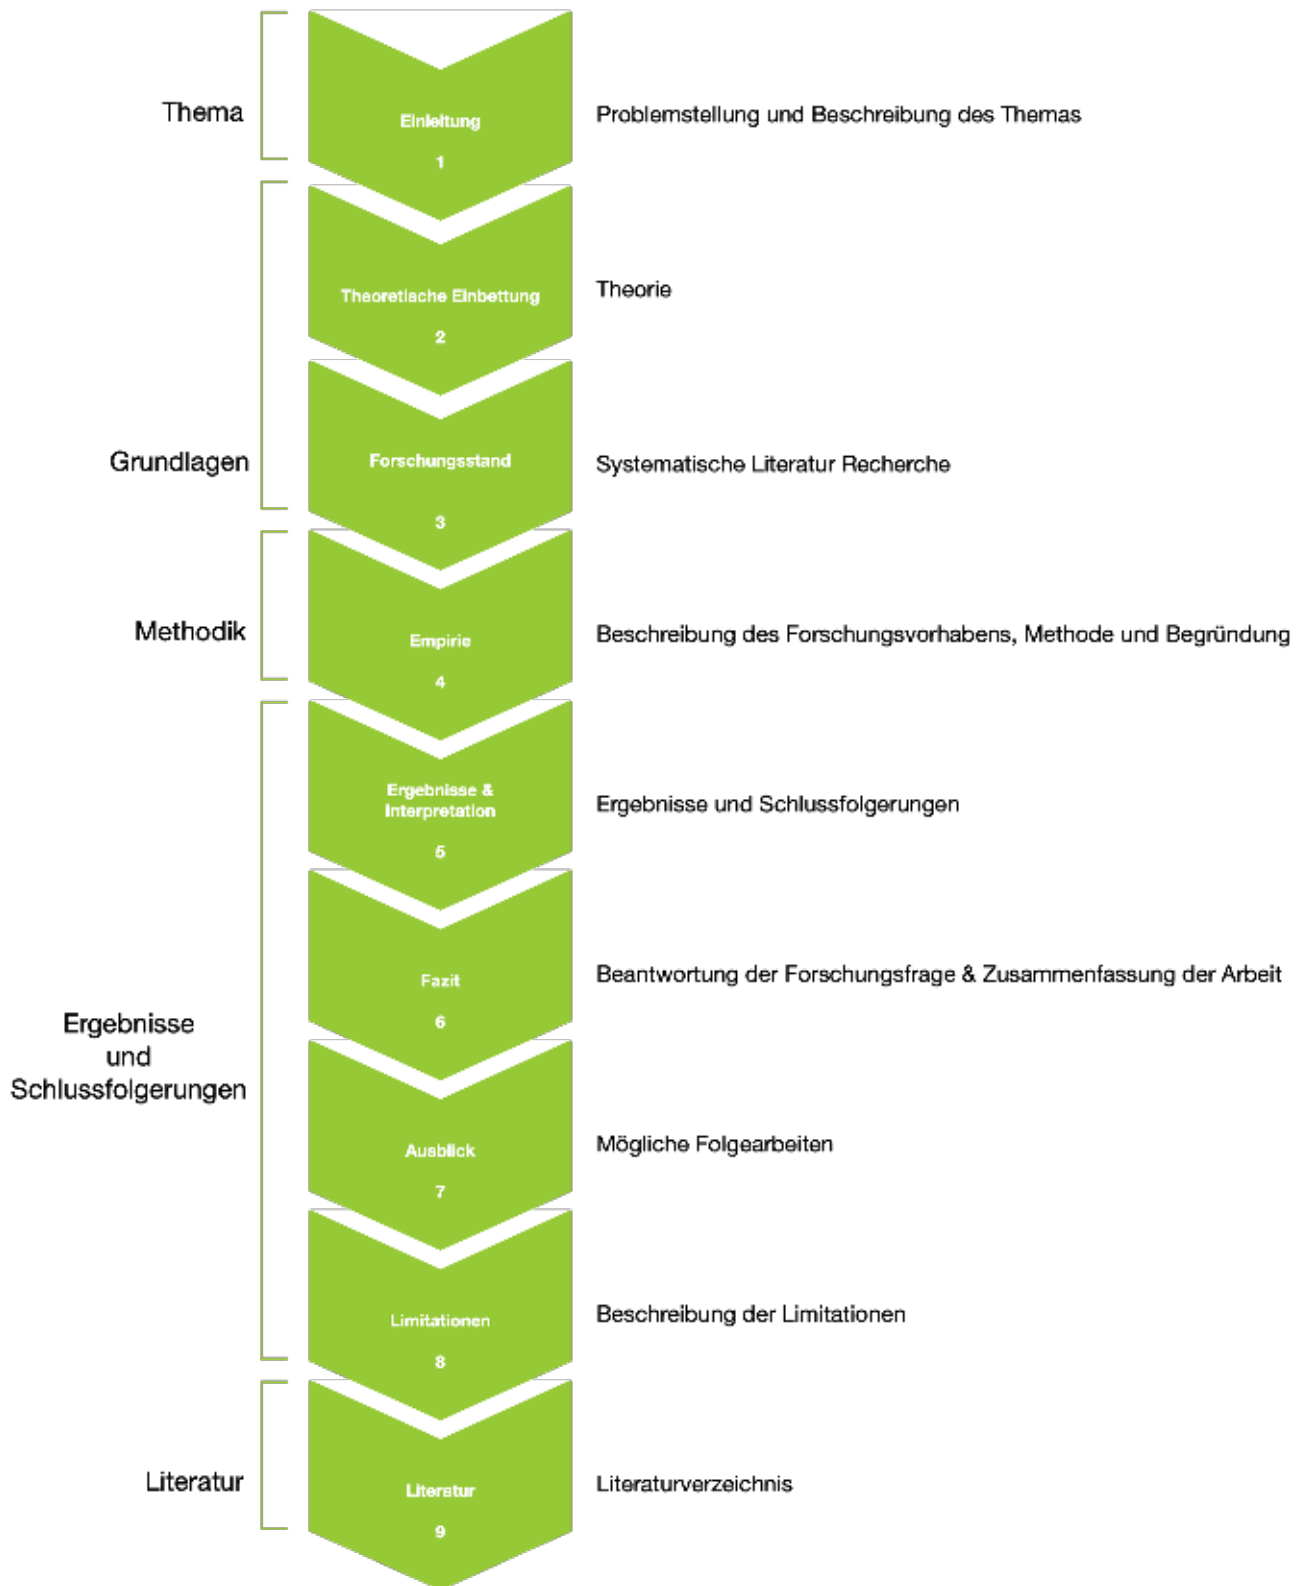 Thema
Einleitung
1
Problemstellung und Beschreibung des Themas
Theoretische Einbettung
2
Theorie
Grundlagen
Forschungsstand
3
Systematische Literatur Recherche
Methodik
Empirie
4
Beschreibung des Forschungsvorhabens, Methode und Begründung
Ergebnisse &
Interpretation
5
Ergebnisse und Schlussfolgerungen
Fazit
6
Beantwortung der Forschungsfrage & Zusammenfassung der Arbeit
Ergebnisse
und
Schlussfolgerungen
Ausblick
7
Mögliche Folgearbeiten
Limitationen
8
Beschreibung der Limitationen
Literatur
Literatur
9
Literaturverzeichnis